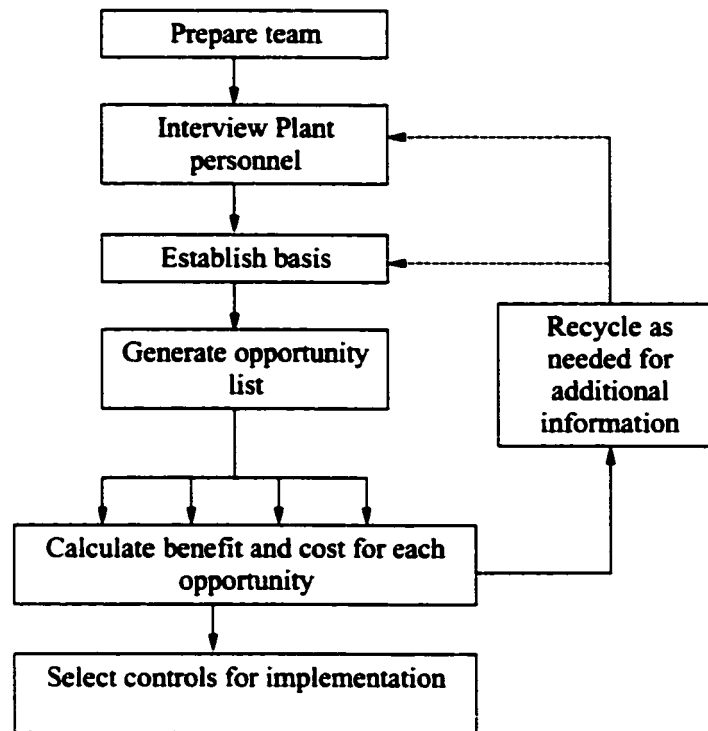 Prepare team
Interview Plant
personnel
Establish basis
Generate opportunity
list
Recycle as
needed for
additional
information
Calculate benefit and cost for each
opportunity
Select controls for implementation